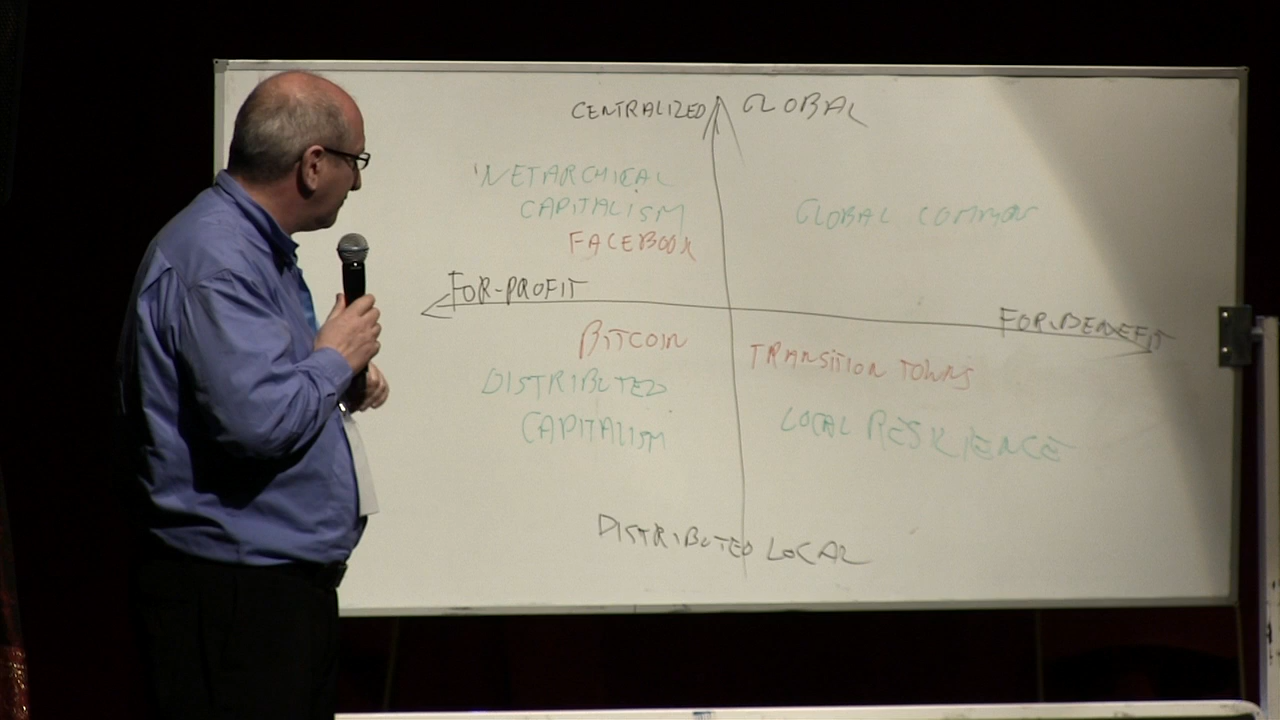 CENTRALIZED GLOBAL
NETARCHICAL
CAPITALISM
FACEBOOK
GLOBAL COMMON
FOR-PROFIT
FOR-BENEFIT
BITCOIN
DISTRIBUTED
CAPITALISM
TRANSITION TOWNS
LOCAL RESILIENCE
DISTRIBUTED LOCAL